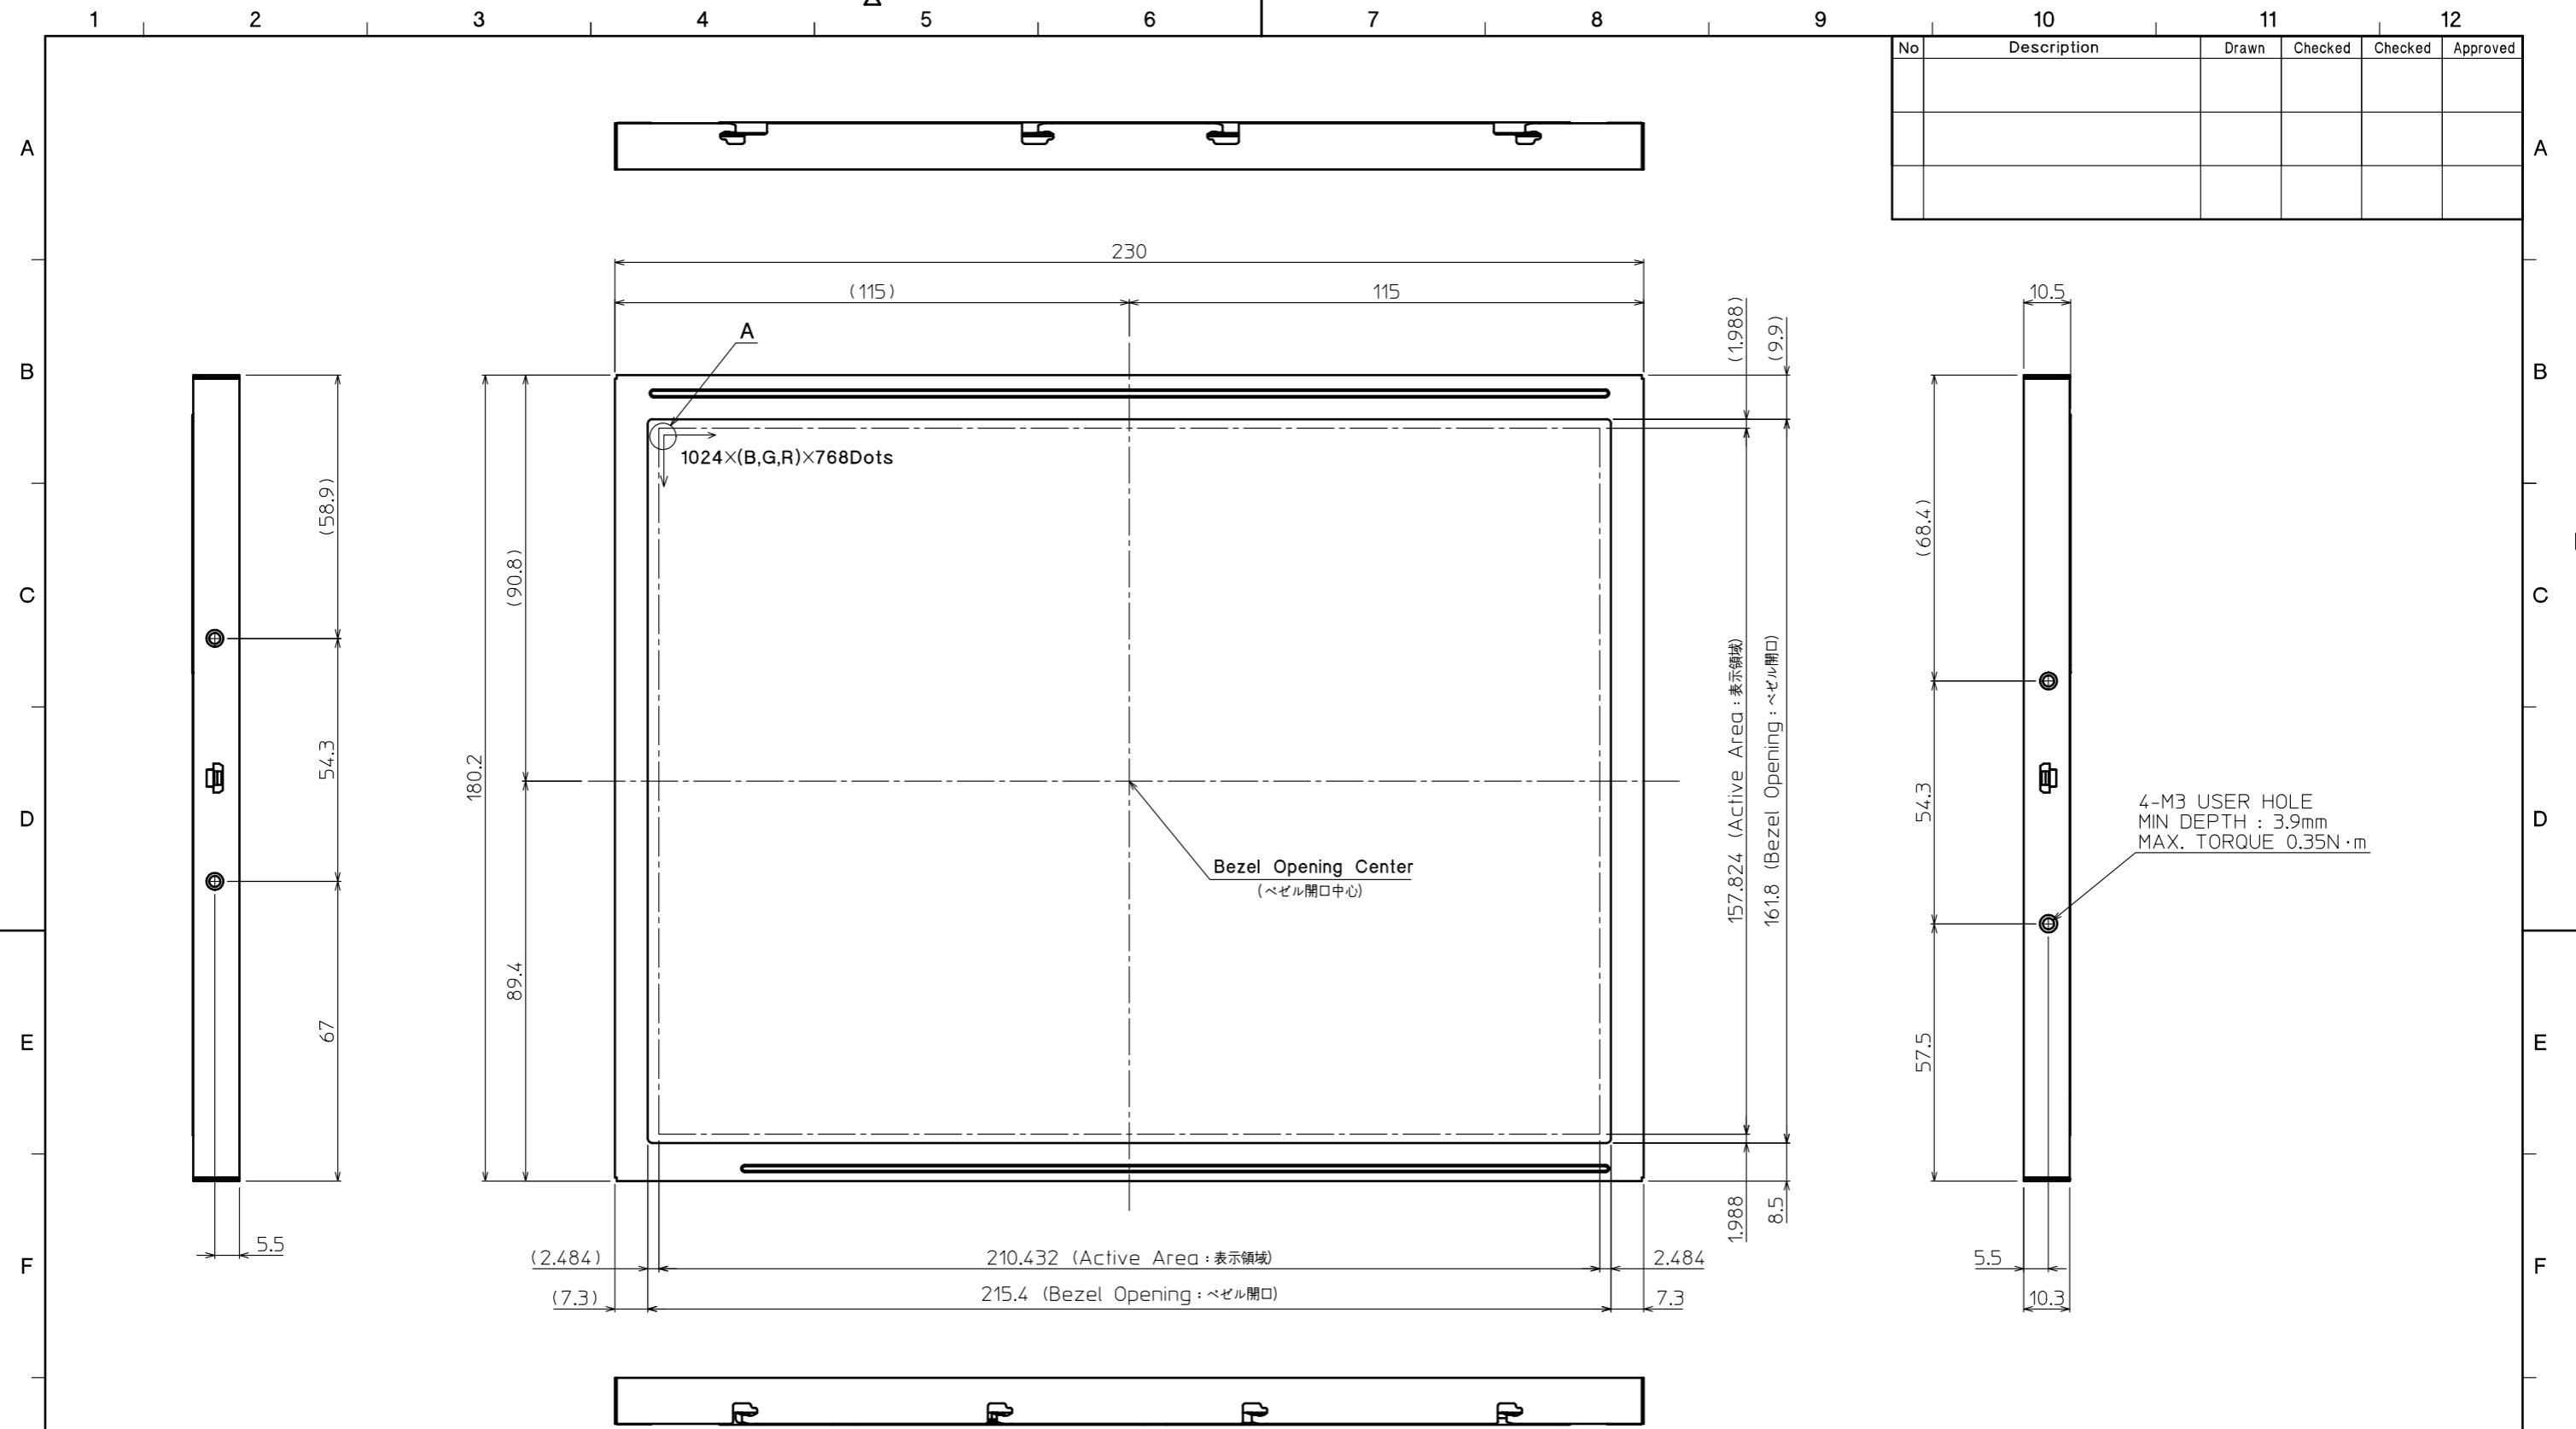 1 2 3 4 5 6 7 8 9 10 11 12
No Description Drawn Checked Checked Approved
A A
230
(115) 115
10.5
A
(1.988)
(9.9)
B B
1024×(B,G,R)×768Dots
(58.9)
(90.8)
(68.4)
C C
54.3
180.2
157.824 (Active Area：表示領域)
161.8 (Bezel Opening：ベゼル開口)
54.3
4-M3 USER HOLE
MIN DEPTH : 3.9mm
MAX. TORQUE 0.35N·m
D D
Bezel Opening Center
(ベゼル開口中心)
67
89.4
57.5
E E
1.988
8.5
5.5
(2.484) 210.432 (Active Area：表示領域) 2.484
5.5
F F
(7.3) 215.4 (Bezel Opening：ベゼル開口) 7.3
10.3